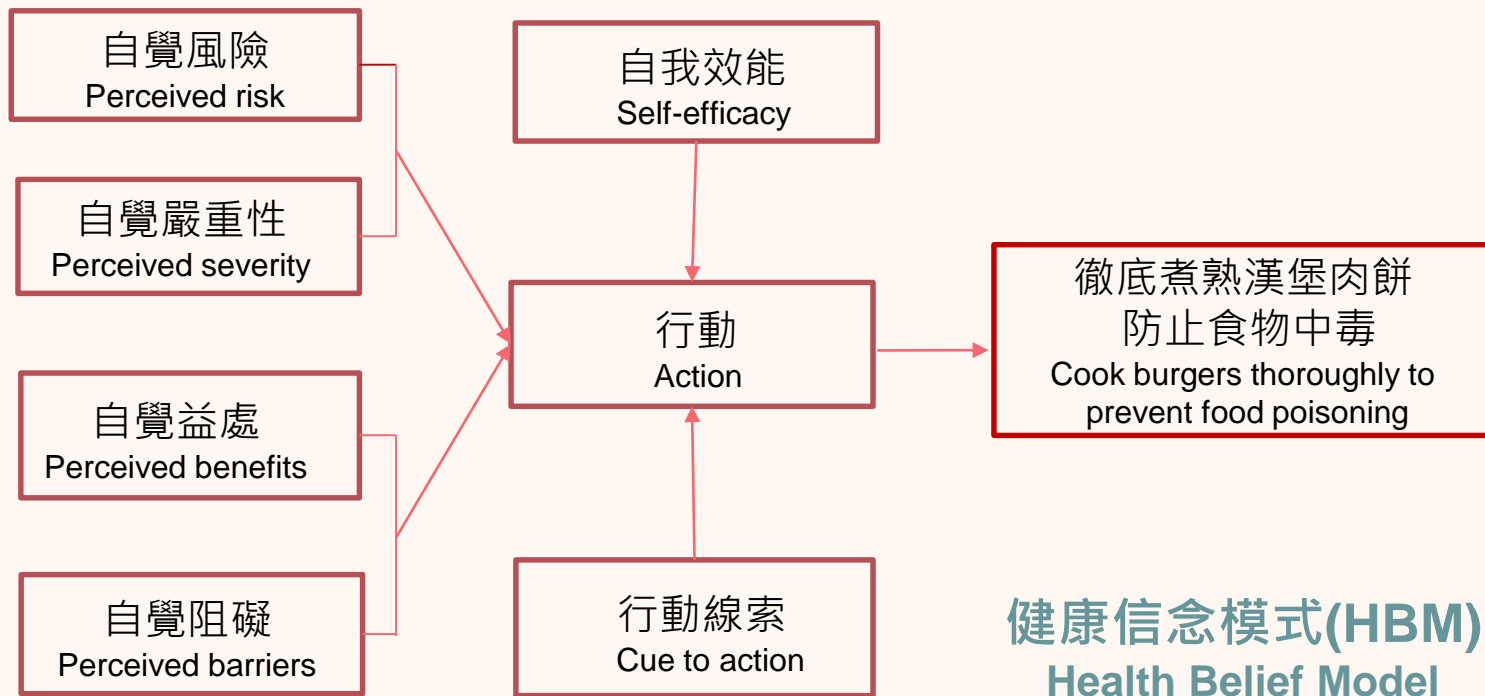 自覺風險
Perceived risk
自覺嚴重性
Perceived severity
自覺益處
Perceived benefits
自覺阻礙
Perceived barriers
自我效能
Self-efficacy
行動
Action
行動線索
Cue to action
徹底煮熟漢堡肉餅
防止食物中毒
Cook burgers thoroughly to
prevent food poisoning
健康信念模式(HBM)
Health Belief Model